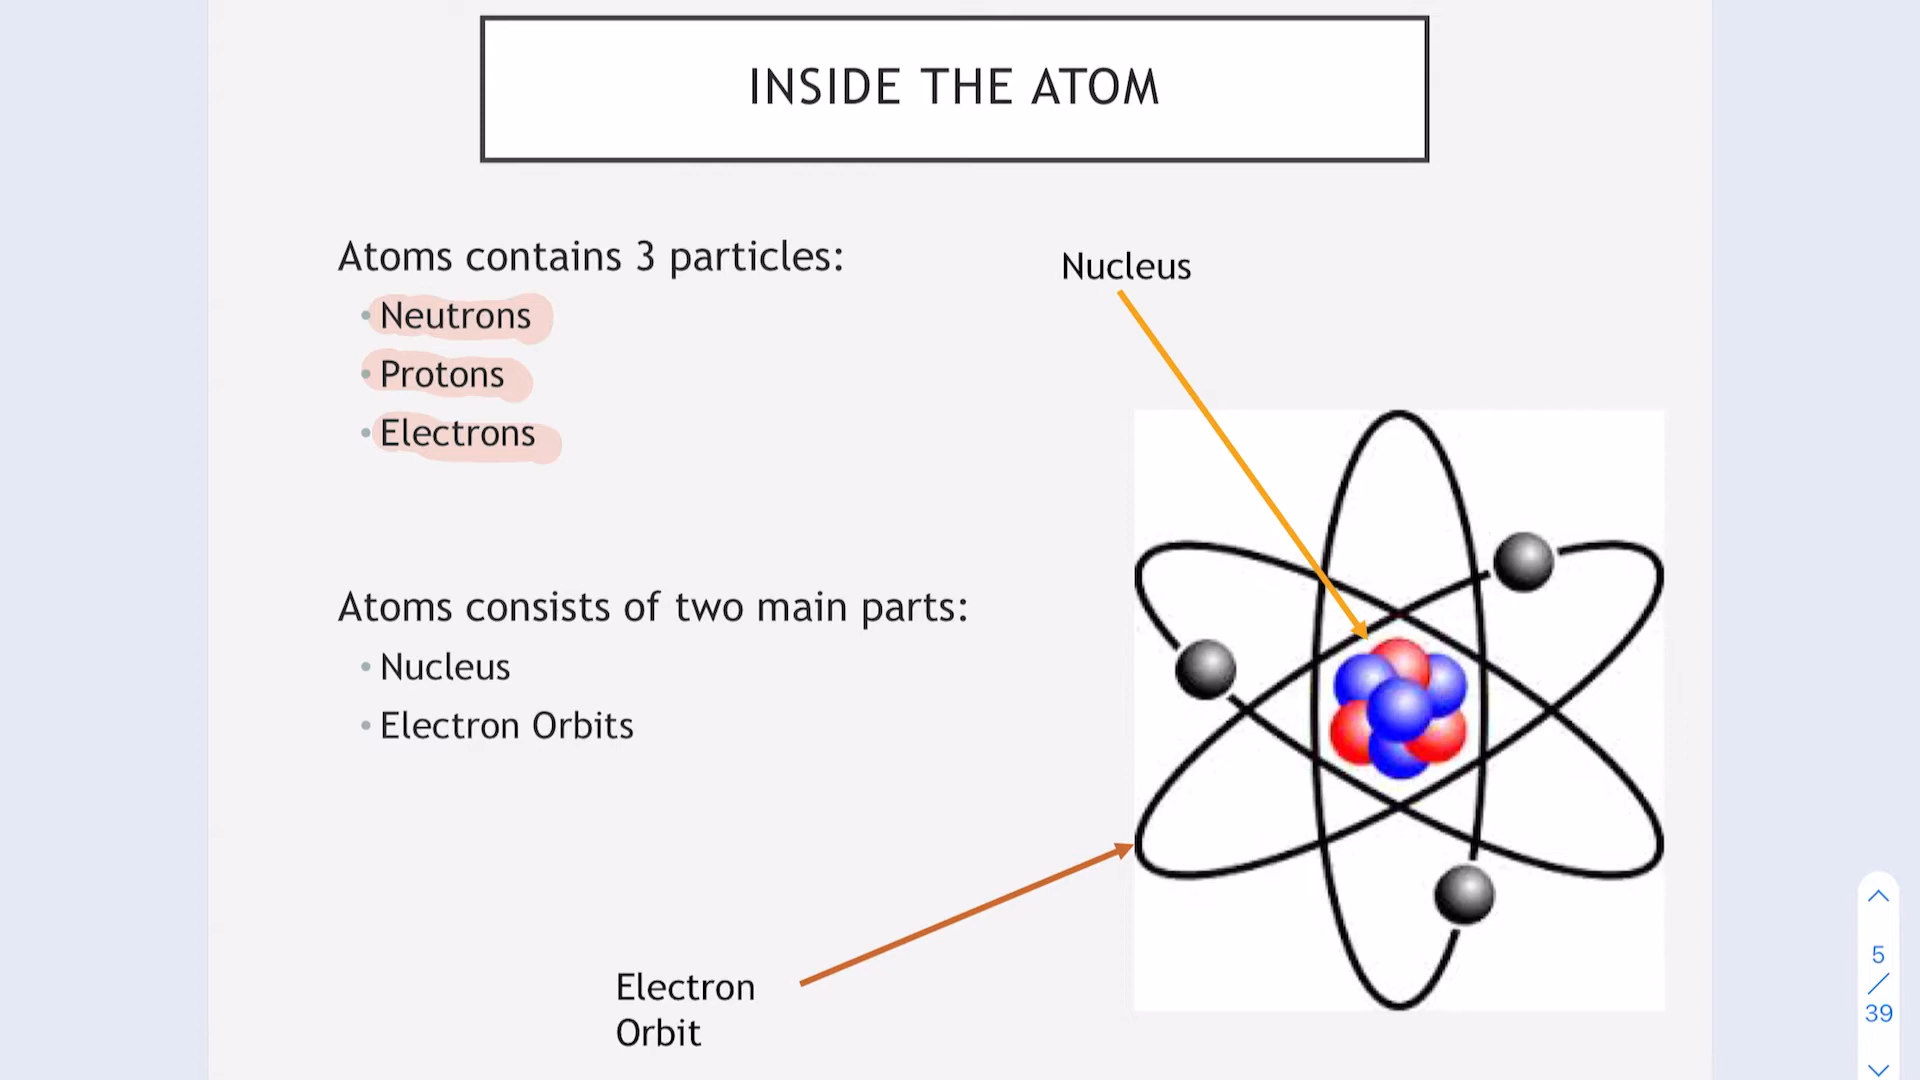 INSIDE THE ATOM
Atoms contains 3 particles:
• Neutrons
• Protons
• Electrons
Nucleus
Atoms consists of two main parts:
• Nucleus
• Electron Orbits
Electron
Orbit
5
/
39